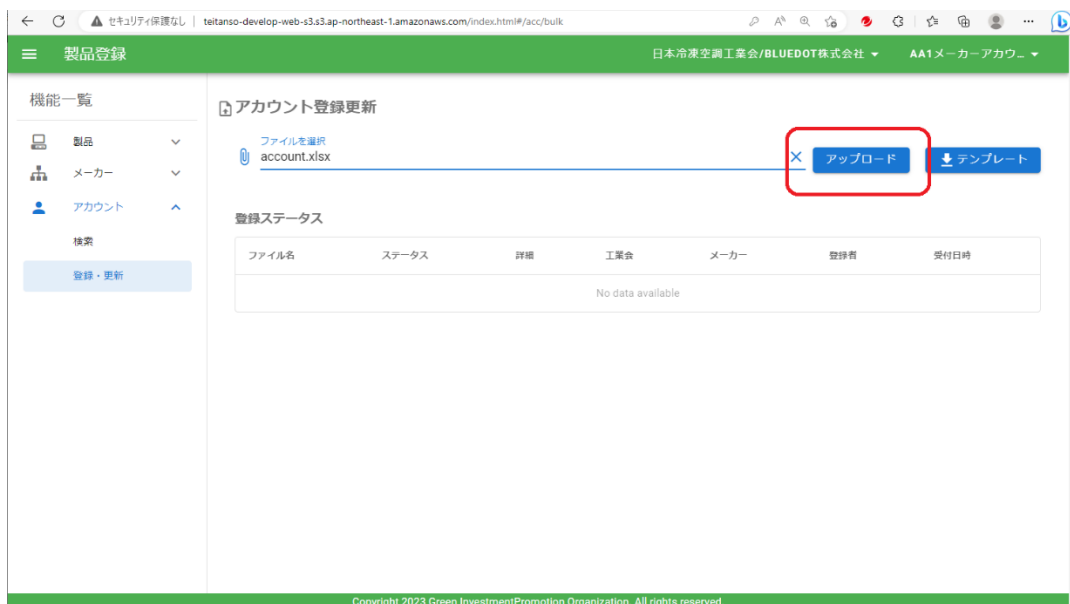 セキュリティ保護なし | teitanso-develop-web-s3.s3.ap-northeast-1.amazonaws.com/index.html#/acc/bulk
製品登録 日本冷凍空調工業会/BLUEDOT株式会社 AA1メーカーアカウ...
機能一覧
製品
メーカー
アカウント
検索
登録・更新
アカウント登録更新
ファイルを選択
account.xlsx
アップロード テンプレート
登録ステータス
ファイル名 ステータス 詳細 工業会 メーカー 登録者 受付日時
No data available
Copyright 2023 Green InvestmentPromotion Organization. All rights reserved